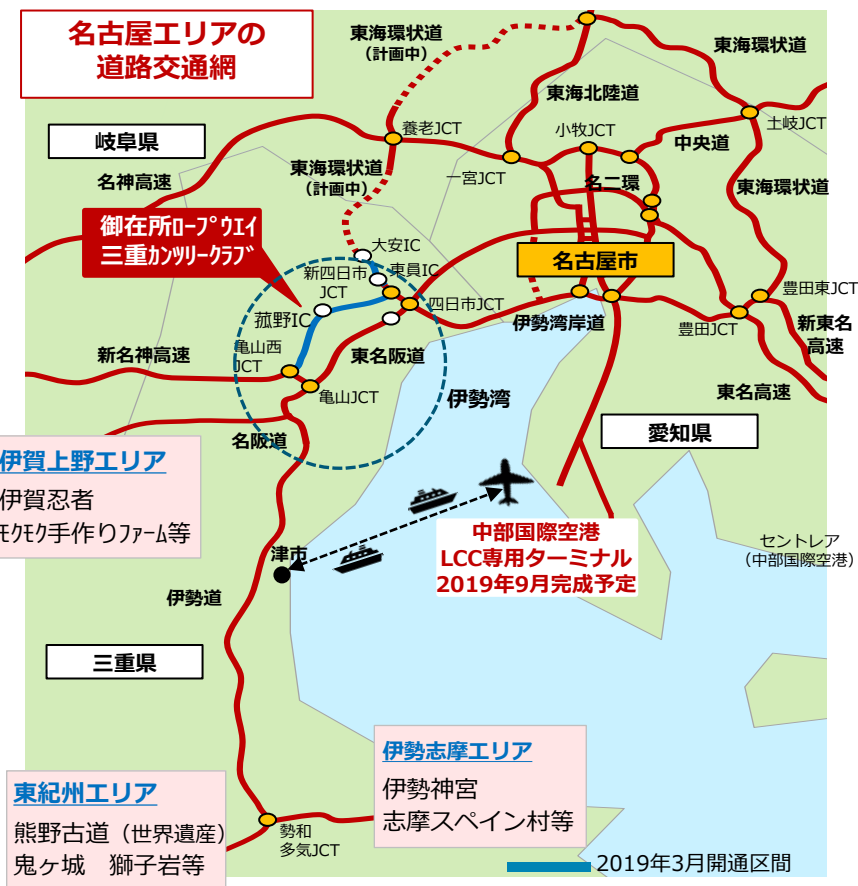 名古屋エリアの
道路交通網
東海環状道
(計画中)
東海環状道
東海北陸道
岐阜県
養老JCT
小牧JCT
土岐JCT
中央道
名神高速
東海環状道
(計画中)
一宮JCT
名二環
東海環状道
御在所ﾛｰﾌﾟｳｴｲ
三重ｶﾝﾂﾘｰｸﾗﾌﾞ
大安IC
新四日市
JCT
東員IC
名古屋市
菰野IC
四日市JCT
伊勢湾岸道
豊田東JCT
豊田JCT
新東名
高速
新名神高速
亀山西
JCT
東名阪道
亀山JCT
伊勢湾
東名高速
名阪道
愛知県
伊賀上野エリア
伊賀忍者
ﾓｸﾓｸ手作りﾌｧｰﾑ等
中部国際空港
LCC専用ターミナル
2019年9月完成予定
セントレア
(中部国際空港)
津市
伊勢道
三重県
伊勢志摩エリア
伊勢神宮
志摩スペイン村等
東紀州エリア
熊野古道（世界遺産）
鬼ヶ城　獅子岩等
勢和
多気JCT
2019年3月開通区間